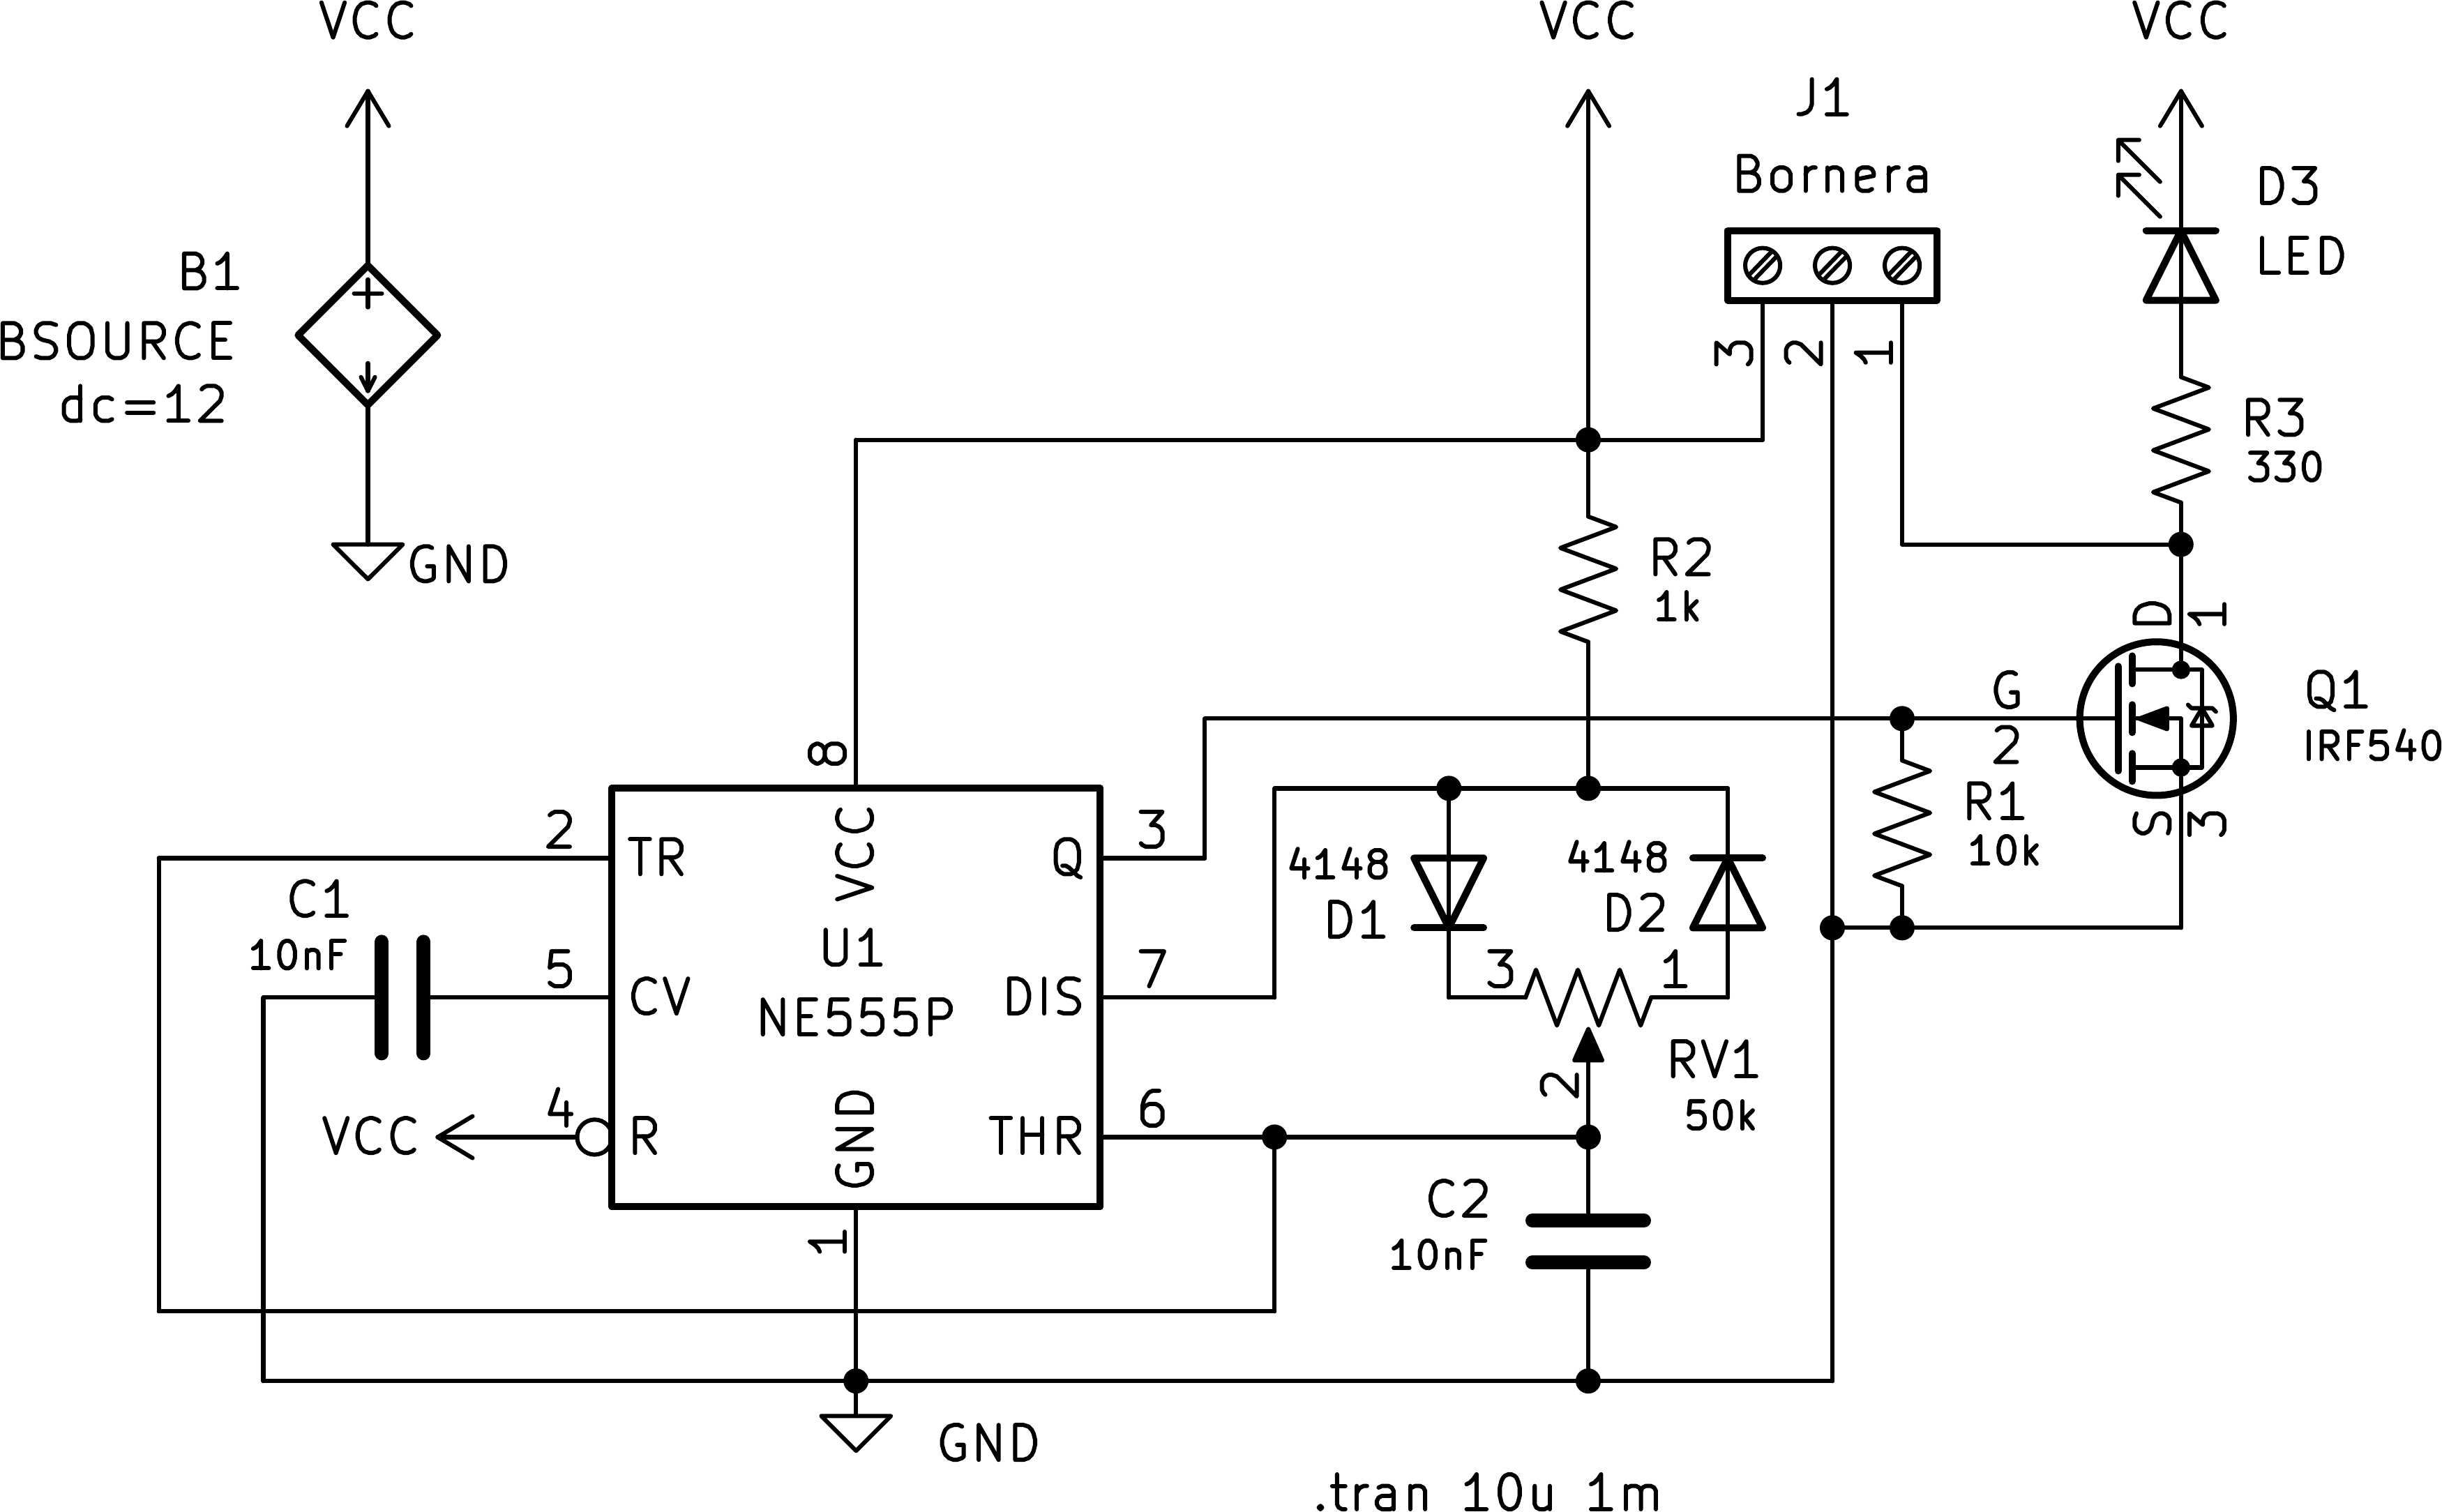 VCC
VCC
VCC
J1
Bornera
D3
LED
B1
BSOURCE
dc=12
3
2
1
R3
330
GND
R2
1k
D
1
G
2
Q1
IRF540
S
3
R1
10k
8
2
TR
VCC
Q
3
4148
D1
4148
D2
C1
10nF
U1
NE555P
5
CV
DIS
7
3
1
RV1
50k
2
VCC
4
R
GND
THR
6
C2
10nF
1
GND
.tran 10u 1m